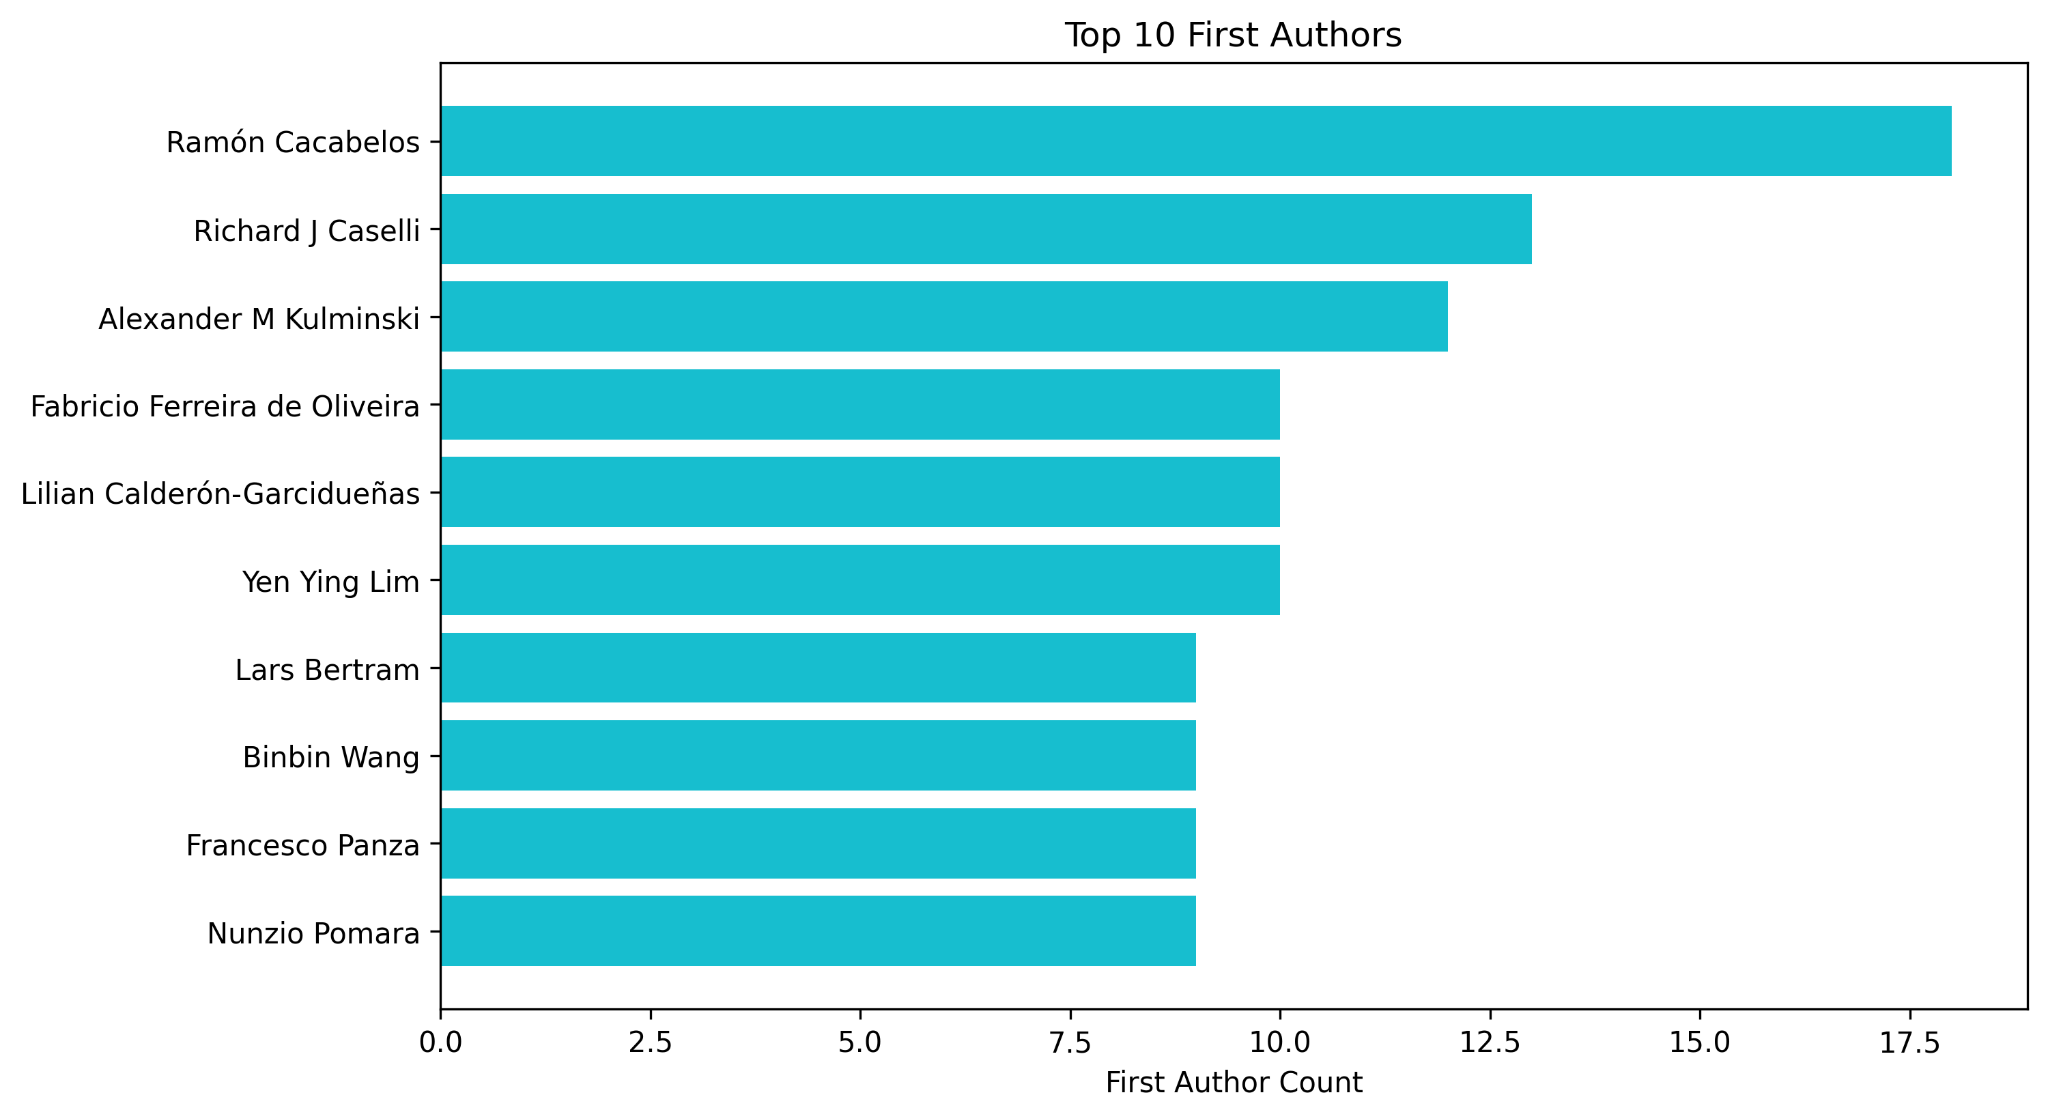 Top 10 First Authors
Ramón Cacabelos
Richard J Caselli
Alexander M Kulminski
Fabricio Ferreira de Oliveira
Lilian Calderón-Garcidueñas
Yen Ying Lim
Lars Bertram
Binbin Wang
Francesco Panza
Nunzio Pomara
0.0 2.5 5.0 7.5 10.0 12.5 15.0 17.5
First Author Count